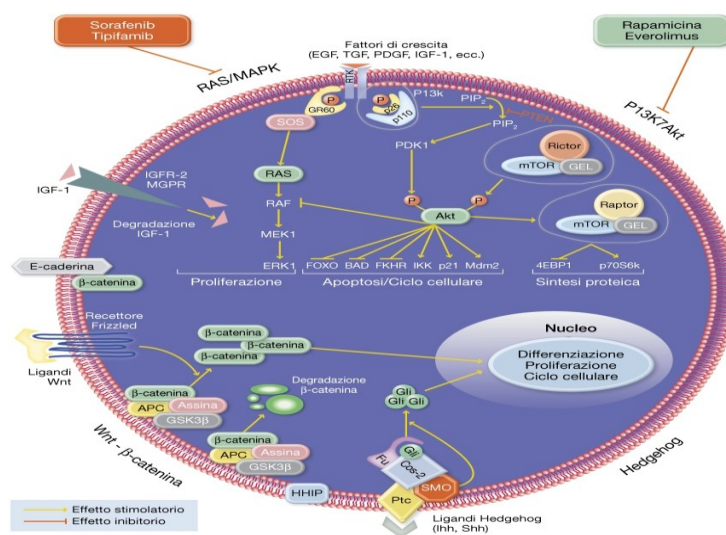 Sorafenib
Tipifamib
Rapamicina
Everolimus
Fattori di crescita
(EGF, TGF, PDGF, IGF-1, ecc.)
RAS/MAPK
P13K7Akt
RTK
P
GR60
SOS
P
p26
p110
P13k
PIP2
PIP2
PTEN
PDK1
Rictor
mTOR
GEL
IGFR-2
MGPR
IGF-1
Degradazione
IGF-1
RAS
RAF
MEK1
ERK1
P
P
Akt
Raptor
mTOR
GEL
FOXO
BAD
FKHR
IKK
p21
Mdm2
4EBP1
p70S6k
Proliferazione
Apoptosi/Ciclo cellulare
Sintesi proteica
E-caderina
β-catenina
Recettore
Frizzled
Ligandi
Wnt
β-catenina
β-catenina
β-catenina
Nucleo
Differenziazione
Proliferazione
Ciclo cellulare
Degradazione
β-catenina
β-catenina
APC
Assina
GSK3β
β-catenina
APC
Assina
GSK3β
Gli
Gli Gli
Gli
Fu
Cos-2
SMO
Ptc
HHIP
Wnt - β-catenina
Hedgehog
Ligandi Hedgehog
(Ihh, Shh)
Effetto stimolatorio
Effetto inibitorio